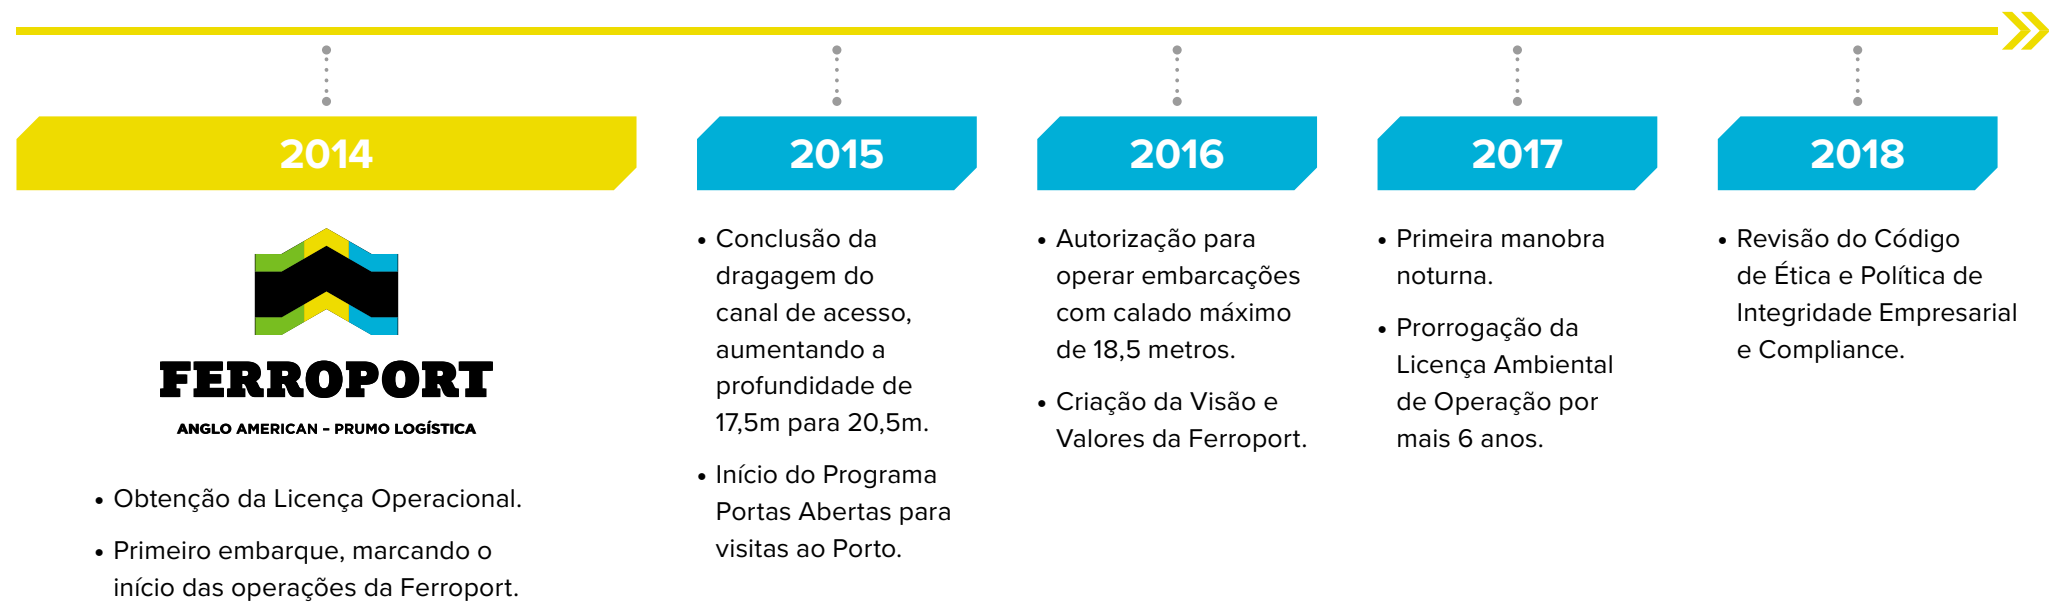 2014
FERROPORT
ANGLO AMERICAN – PRUMO LOGÍSTICA
• Obtenção da Licença Operacional.
• Primeiro embarque, marcando o
início das operações da Ferroport.
2015
• Conclusão da
dragagem do
canal de acesso,
aumentando a
profundidade de
17,5m para 20,5m.
• Início do Programa
Portas Abertas para
visitas ao Porto.
2016
• Autorização para
operar embarcações
com calado máximo
de 18,5 metros.
• Criação da Visão e
Valores da Ferroport.
2017
• Primeira manobra
noturna.
• Prorrogação da
Licença Ambiental
de Operação por
mais 6 anos.
2018
• Revisão do Código
de Ética e Política de
Integridade Empresarial
e Compliance.